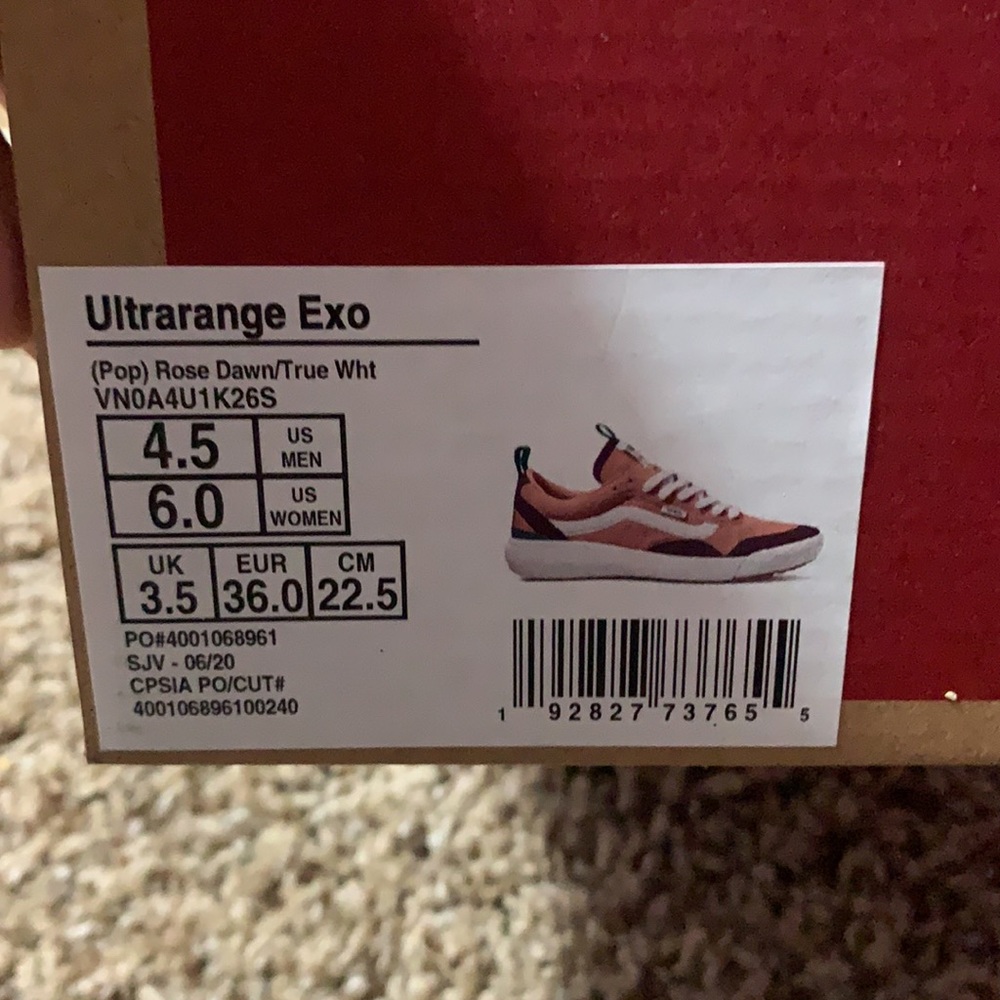 Ultrarange Exo
(Pop) Rose Dawn/True Wht
VN0A4U1K26S
4.5 US MEN
6.0 US WOMEN
UK EUR CM
3.5 36.0 22.5
PO#4001068961
SJV - 06/20
CPSIA PO/CUT#
400106896100240
1 92827 73765 5